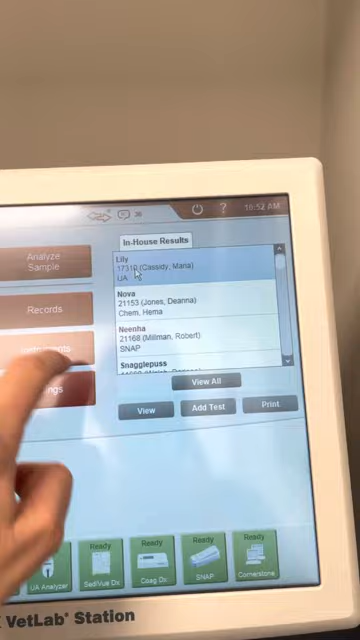 ? 10:52 AM
Analyze
Sample
Records
In-House Results
Lily
(Cassidy, Maria)
UA
Nova
21153 (Jones, Deanna)
Chem, Hema
Neenha
21168 (Millman, Robert)
SNAP
Snagglepuss
View All
View
Add Test
Print
UA Analyzer
Ready
SediVue Dx
Ready
Coag Dx
Ready
SNAP
Ready
Cornerstone
VetLab* Station